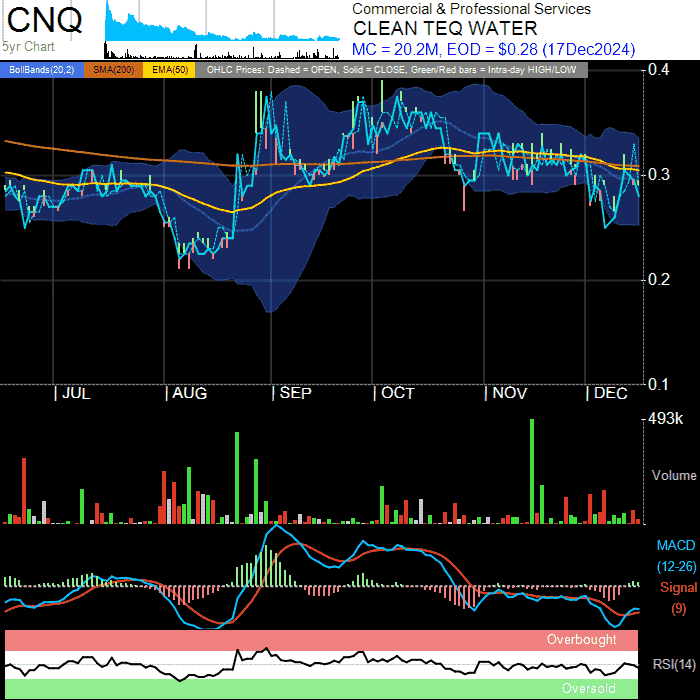 CNQ
5yr Chart
Commercial & Professional Services
CLEAN TEQ WATER
MC = 20.2M, EOD = $0.28 (17Dec2024)
BollBands(20,2) SMA(200) EMA(50) OHLC Prices: Dashed = OPEN, Solid = CLOSE, Green/Red bars = Intra-day HIGH/LOW
0.4
0.3
0.2
0.1
| JUL | AUG | SEP | OCT | NOV | DEC
493k
Volume
MACD
(12-26)
Signal
(9)
Overbought
RSI(14)
Oversold